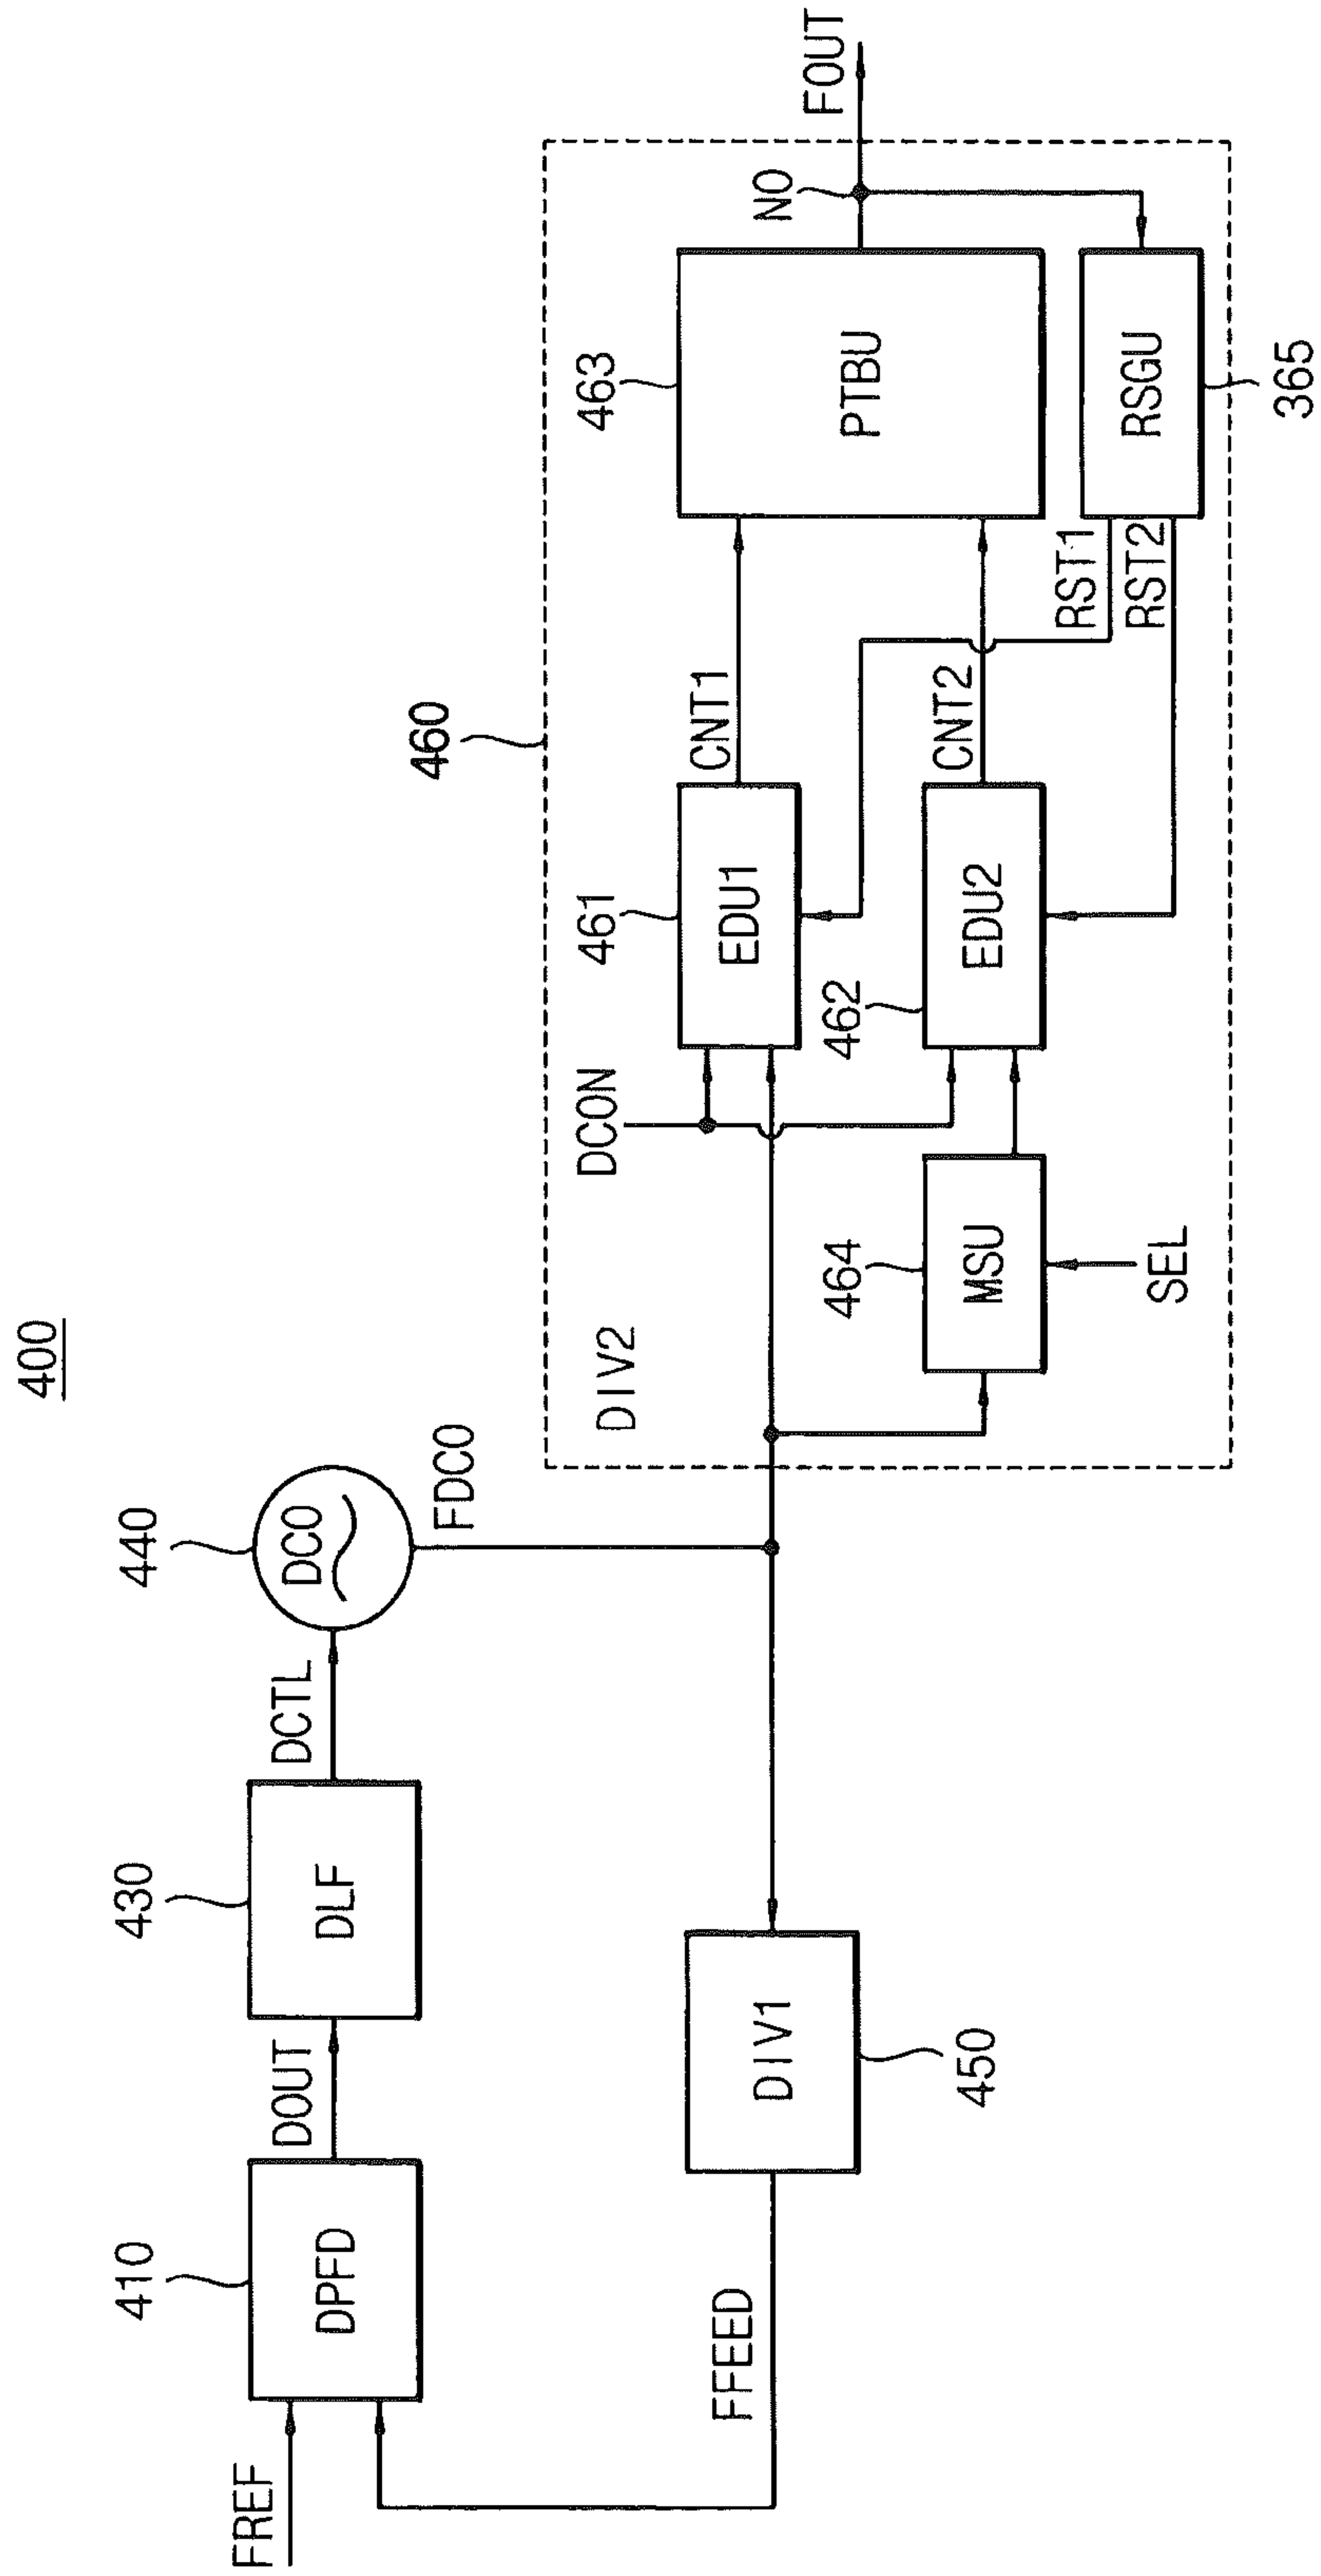 400
410
430
440
FREF
DPFD
DOUT
DLF
DCTL
DCO
FDCO
FFEED
DIV1
450
460
DIV2
DCON
461
EDU1
CNT1
463
PTBU
NO
FOUT
464
MSU
SEL
462
EDU2
CNT2
RST1
RST2
RSGU
365